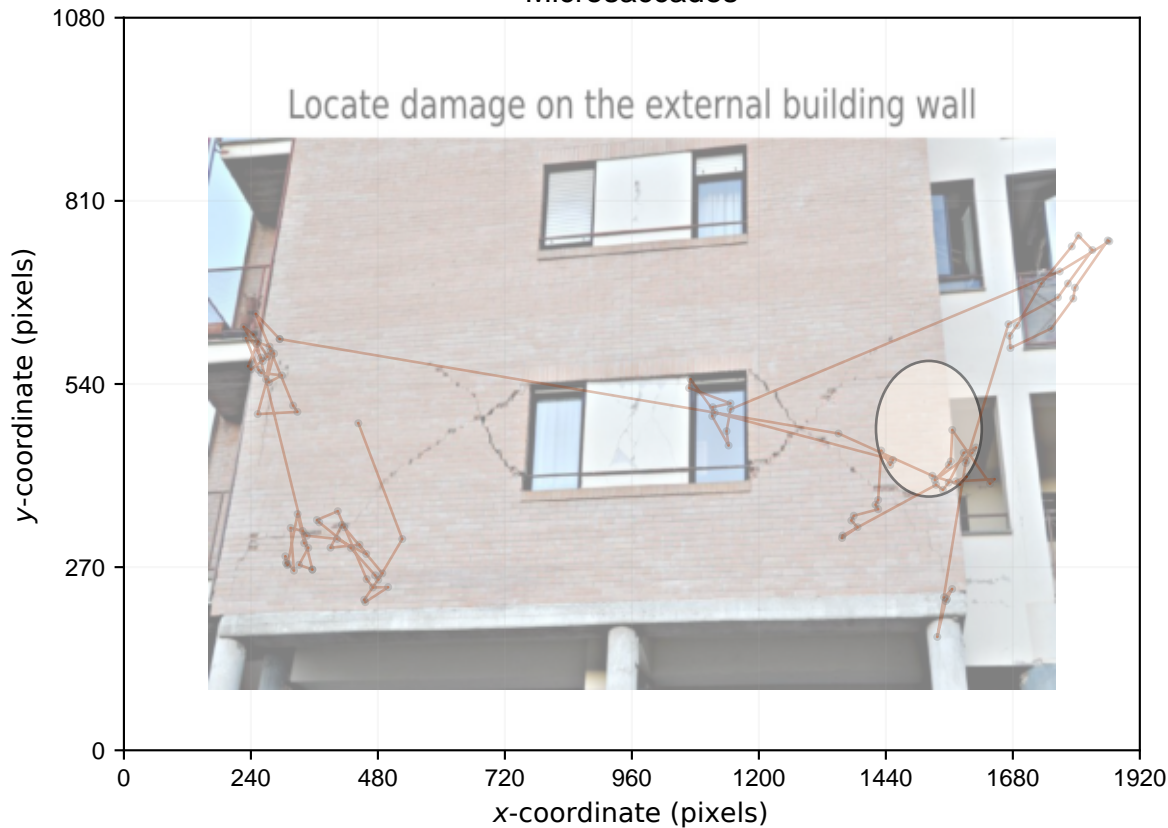 Microsaccades
1080
Locate damage on the external building wall
810
540
270
0
0 240 480 720 960 1200 1440 1680 1920
y-coordinate (pixels)
x-coordinate (pixels)